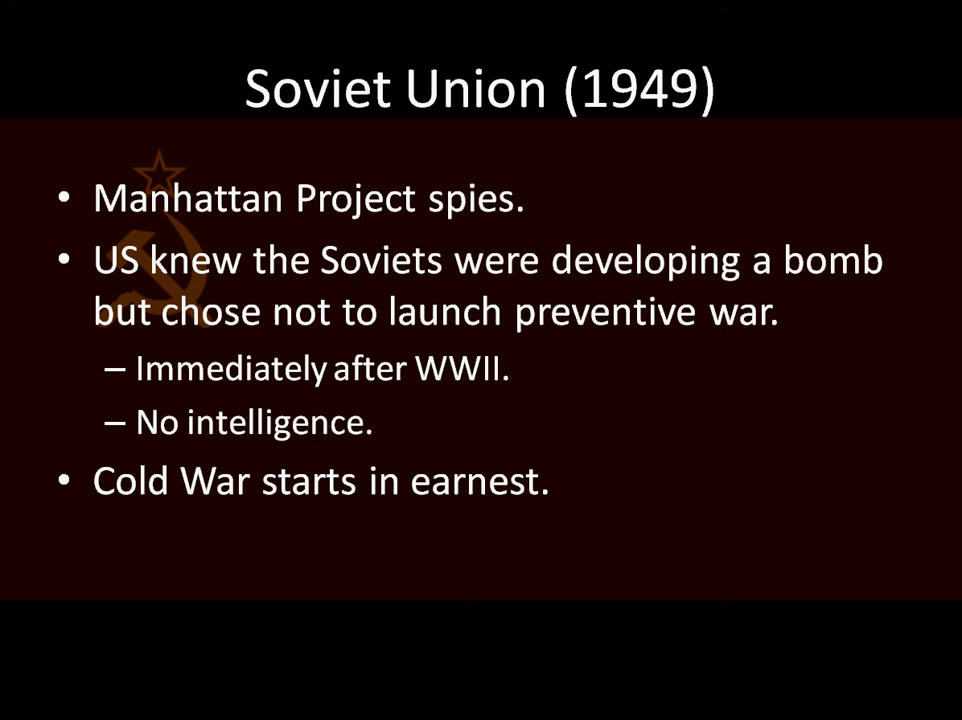 Soviet Union (1949)
• Manhattan Project spies.
• US knew the Soviets were developing a bomb
but chose not to launch preventive war.
– Immediately after WWII.
– No intelligence.
• Cold War starts in earnest.